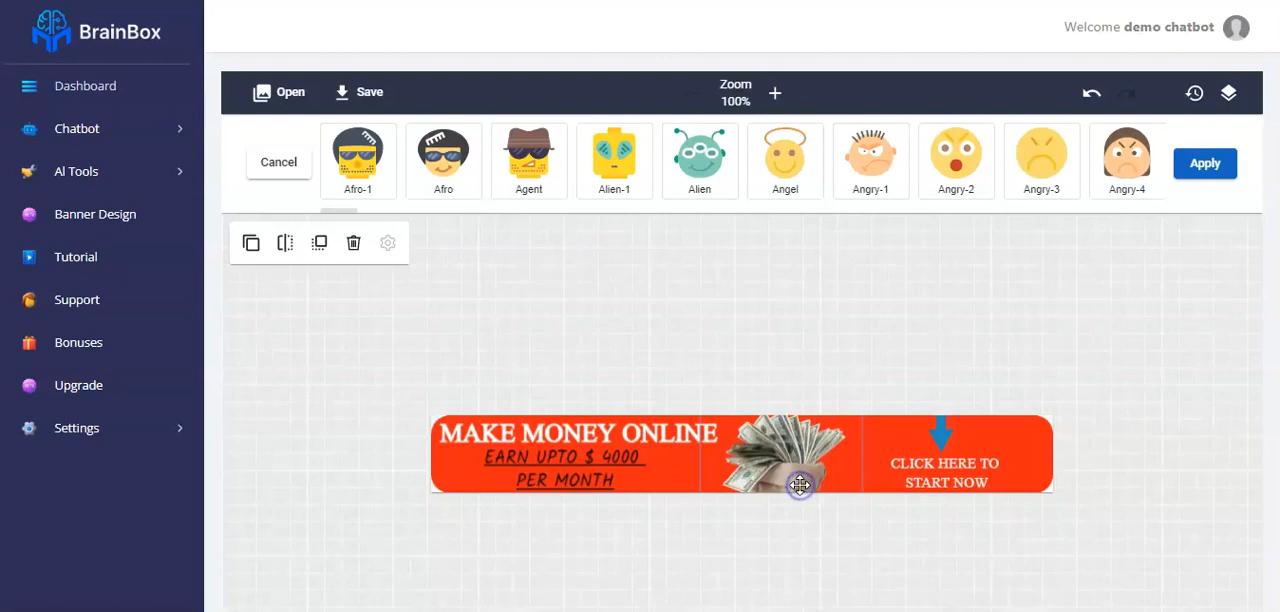 BrainBox
Welcome demo chatbot
Dashboard
Chatbot
AI Tools
Banner Design
Tutorial
Support
Bonuses
Upgrade
Settings
Open
Save
Zoom
100%
Cancel
Afro-1
Afro
Agent
Alien-1
Alien
Angel
Angry-1
Angry-2
Angry-3
Angry-4
Apply
MAKE MONEY ONLINE
EARN UPTO $ 4000
PER MONTH
CLICK HERE TO
START NOW